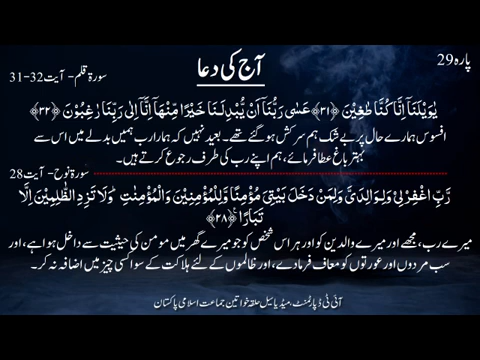 پارہ 29
آج کی دعا
سورۃ قلم - آیت 32-31
يٰوَيْلَنَاۤ اِنَّا كُنَّا طٰغِيْنَ ﴿۳۱﴾ عَسٰى رَبُّنَاۤ اَنْ يُّبْدِلَنَا خَيْرًا مِّنْهَاۤ اِنَّاۤ اِلٰى رَبِّنَا رٰغِبُوْنَ ﴿۳۲﴾
افسوس ہمارے حال پر بے شک ہم سرکش ہو گئے تھے۔ بعید نہیں کہ ہمارا رب ہمیں بدلے میں اس سے
بہتر باغ عطا فرمائے، ہم اپنے رب کی طرف رجوع کرتے ہیں۔
سورۃ نوح - آیت 28
رَبِّ اغْفِرْ لِىْ وَلِـوَالِدَىَّ وَلِمَنْ دَخَلَ بَيْتِىَ مُؤْمِنًا وَّلِلْمُؤْمِنِيْنَ وَالْمُؤْمِنٰتِ ؕ وَلَا تَزِدِ الظّٰلِمِيْنَ اِلَّا
تَبَارًا ﴿۲۸﴾
میرے رب، مجھے اور میرے والدین کو اور ہر اس شخص کو جو میرے گھر میں مومن کی حیثیت سے داخل ہوا ہے، اور
سب مردوں اور عورتوں کو معاف فرما دے، اور ظالموں کے لئے ہلاکت کے سوا کسی چیز میں اضافہ نہ کر۔
آئی ٹی ڈپارٹمنٹ، میڈیا سیل حلقہ خواتین جماعت اسلامی پاکستان